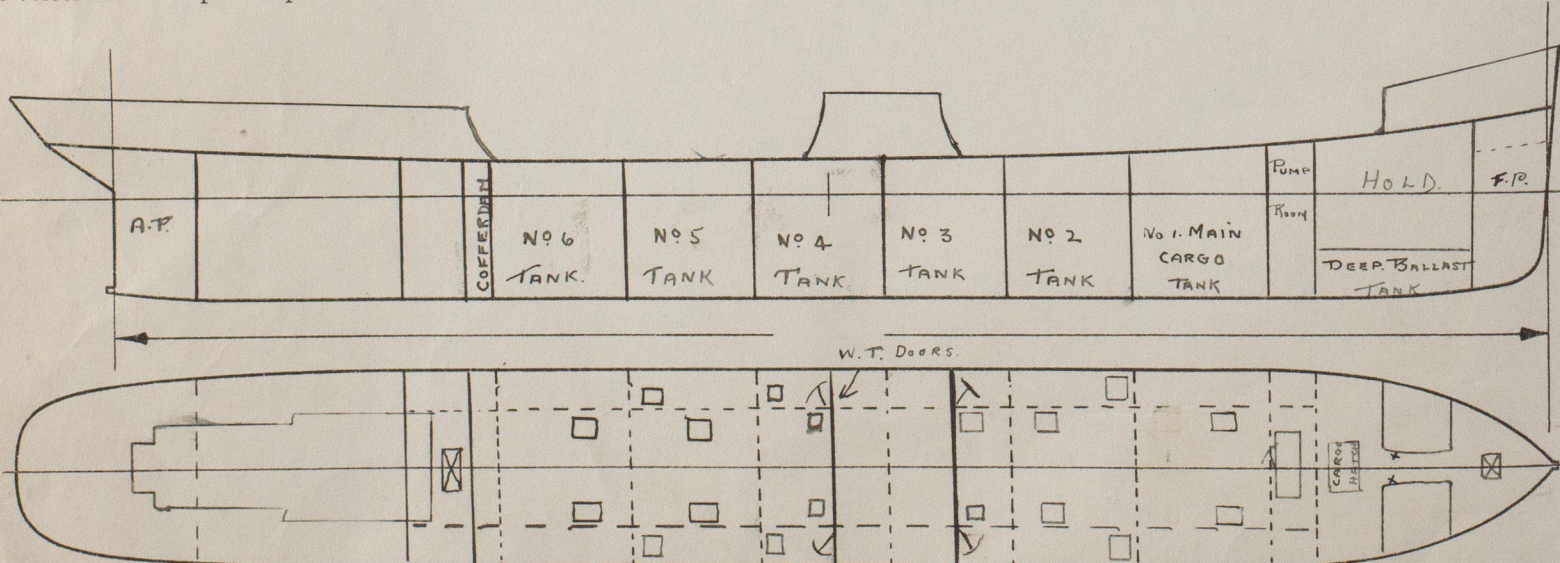 A.P.
COFFERDAM
No 6
TANK.
No 5
TANK
No 4
TANK.
No 3
TANK
No 2
TANK
No 1. MAIN
CARGO
TANK
PUMP
ROOM
HOLD.
DEEP. BALLAST
TANK
F.P.
W.T. DOORS.
CARGO
HATCH